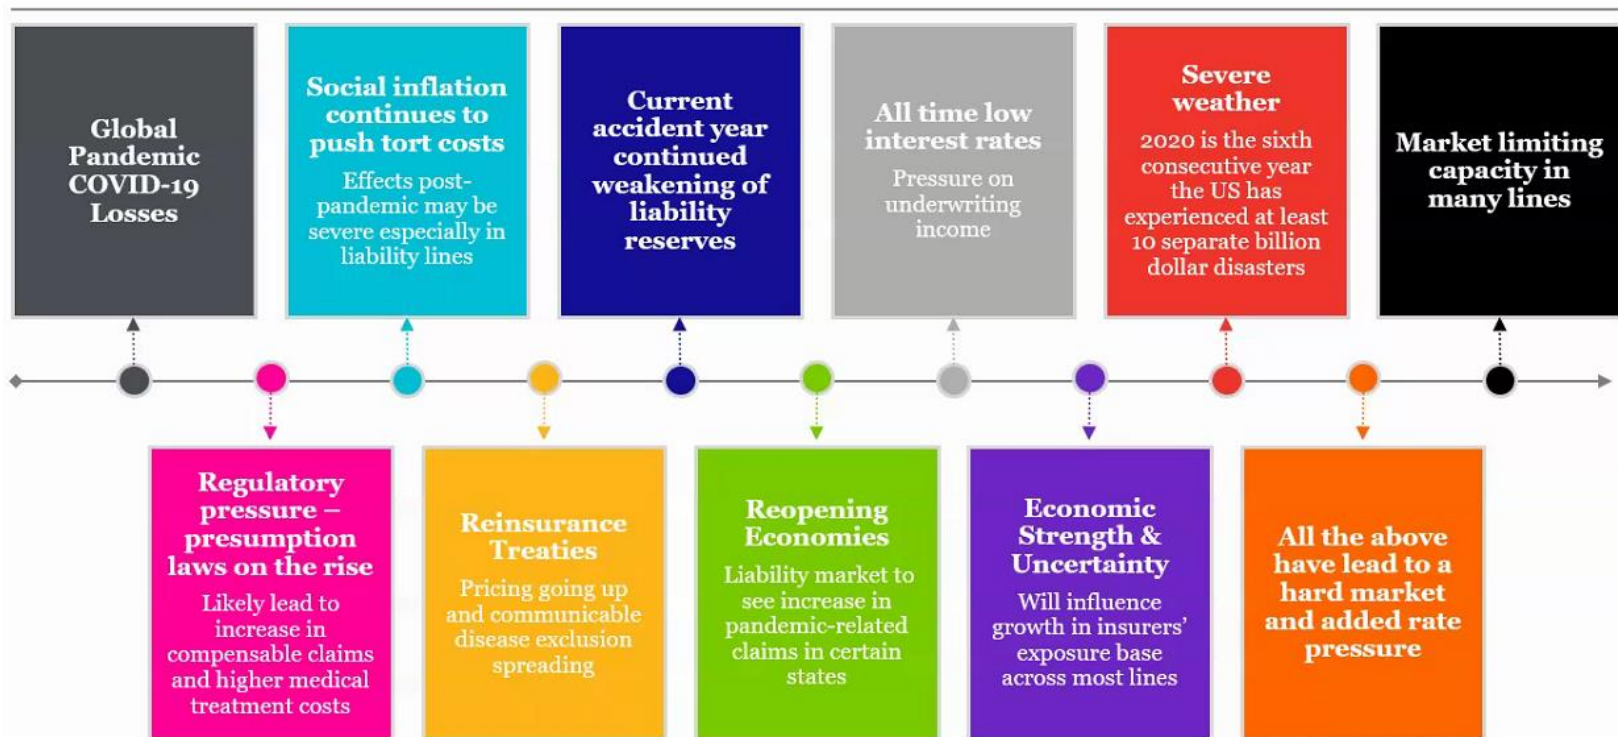 Global
Pandemic
COVID-19
Losses
Social inflation
continues to
push tort costs
Effects post-
pandemic may be
severe especially in
liability lines
Current
accident year
continued
weakening of
liability
reserves
All time low
interest rates
Pressure on
underwriting
income
Severe
weather
2020 is the sixth
consecutive year
the US has
experienced at least
10 separate billion
dollar disasters
Market limiting
capacity in
many lines
Regulatory
pressure –
presumption
laws on the rise
Likely lead to
increase in
compensable claims
and higher medical
treatment costs
Reinsurance
Treaties
Pricing going up
and communicable
disease exclusion
spreading
Reopening
Economies
Liability market to
see increase in
pandemic-related
claims in certain
states
Economic
Strength &
Uncertainty
Will influence
growth in insurers’
exposure base
across most lines
All the above
have lead to a
hard market
and added rate
pressure